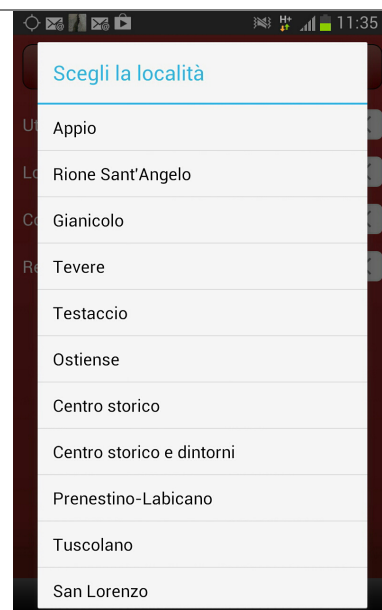 H+ 11:35
Scegli la località
Appio
Rione Sant'Angelo
Gianicolo
Tevere
Testaccio
Ostiense
Centro storico
Centro storico e dintorni
Prenestino-Labicano
Tuscolano
San Lorenzo